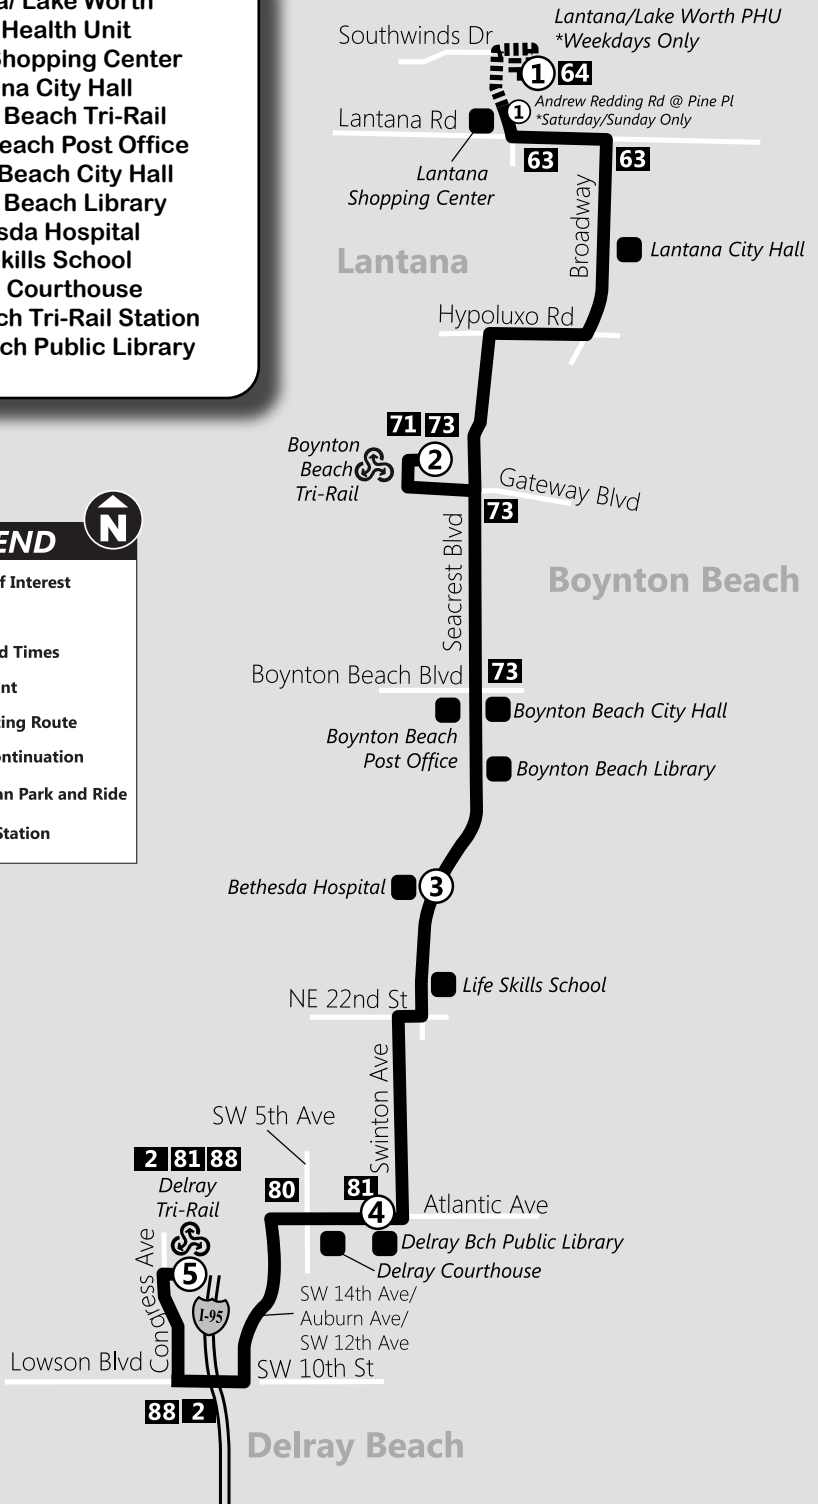 Health Unit
Shopping Center
City Hall
Beach Tri-Rail
Beach Post Office
Beach City Hall
Beach Library
Hospital
School
Courthouse
Tri-Rail Station
Public Library
N
Interest
Times
Route
Park and Ride
Station
Southwinds Dr
Lantana/Lake Worth PHU
*Weekdays Only
1 64
1 Andrew Redding Rd @ Pine Pl
*Saturday/Sunday Only
Lantana Rd
63 63
Lantana
Shopping Center
Broadway
Lantana City Hall
Lantana
Hypoluxo Rd
71 73
Boynton
Beach
Tri-Rail
2
Gateway Blvd
73
Seacrest Blvd
Boynton Beach
Boynton Beach Blvd
73
Boynton Beach City Hall
Boynton Beach
Post Office
Boynton Beach Library
Bethesda Hospital
3
Life Skills School
NE 22nd St
Swinton Ave
SW 5th Ave
2 81 88
Delray
Tri-Rail
80
81
4
Atlantic Ave
Delray Bch Public Library
Delray Courthouse
Congress Ave
5
I-95
SW 14th Ave/
Auburn Ave/
SW 12th Ave
Lowson Blvd
SW 10th St
88 2
Delray Beach